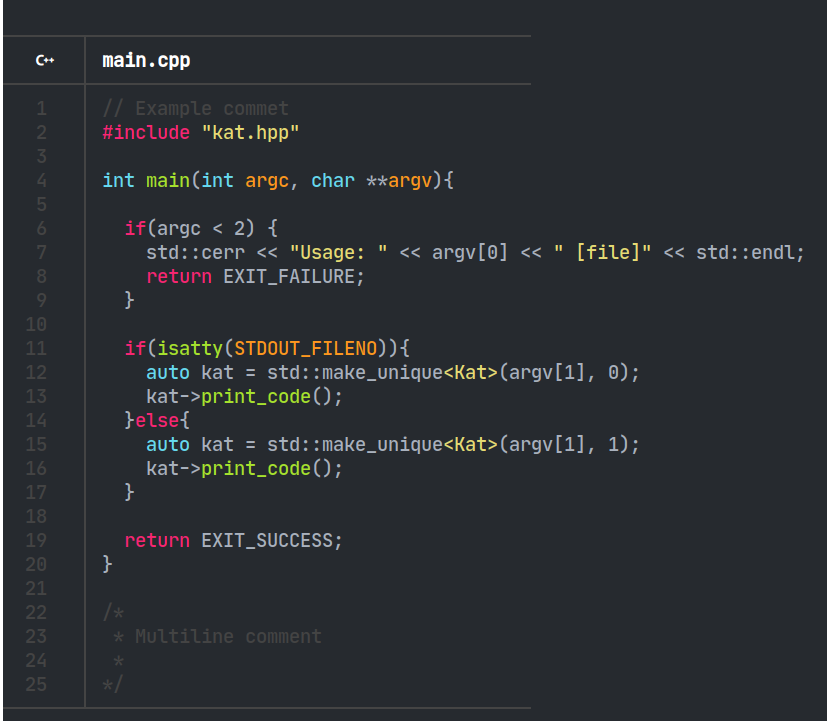 C++ main.cpp
1 // Example commet
2 #include "kat.hpp"
3
4 int main(int argc, char **argv){
5
6   if(argc < 2) {
7     std::cerr << "Usage: " << argv[0] << " [file]" << std::endl;
8     return EXIT_FAILURE;
9   }
10
11   if(isatty(STDOUT_FILENO)){
12     auto kat = std::make_unique<Kat>(argv[1], 0);
13     kat->print_code();
14   }else{
15     auto kat = std::make_unique<Kat>(argv[1], 1);
16     kat->print_code();
17   }
18
19   return EXIT_SUCCESS;
20 }
21
22 /*
23  * Multiline comment
24  *
25 */